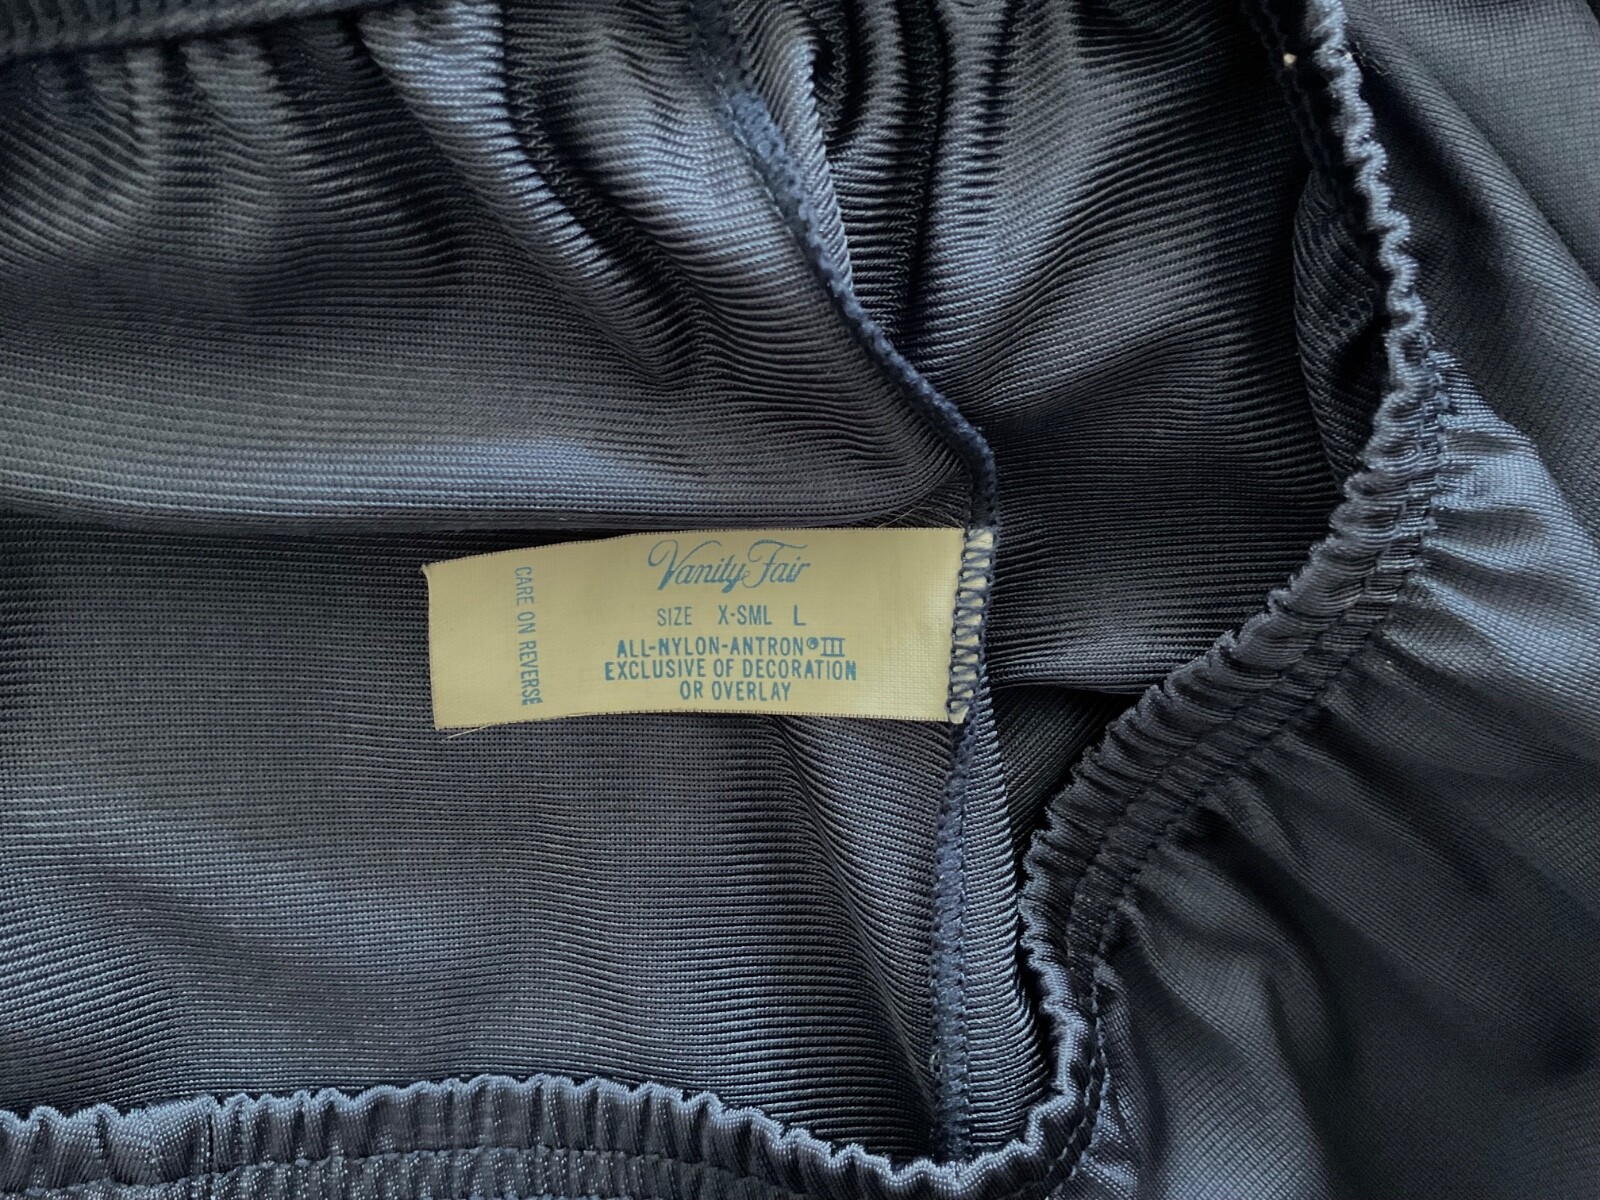 Vanity Fair
SIZE X-SML L
ALL-NYLON-ANTRON® III
EXCLUSIVE OF DECORATION
OR OVERLAY
CARE ON REVERSE